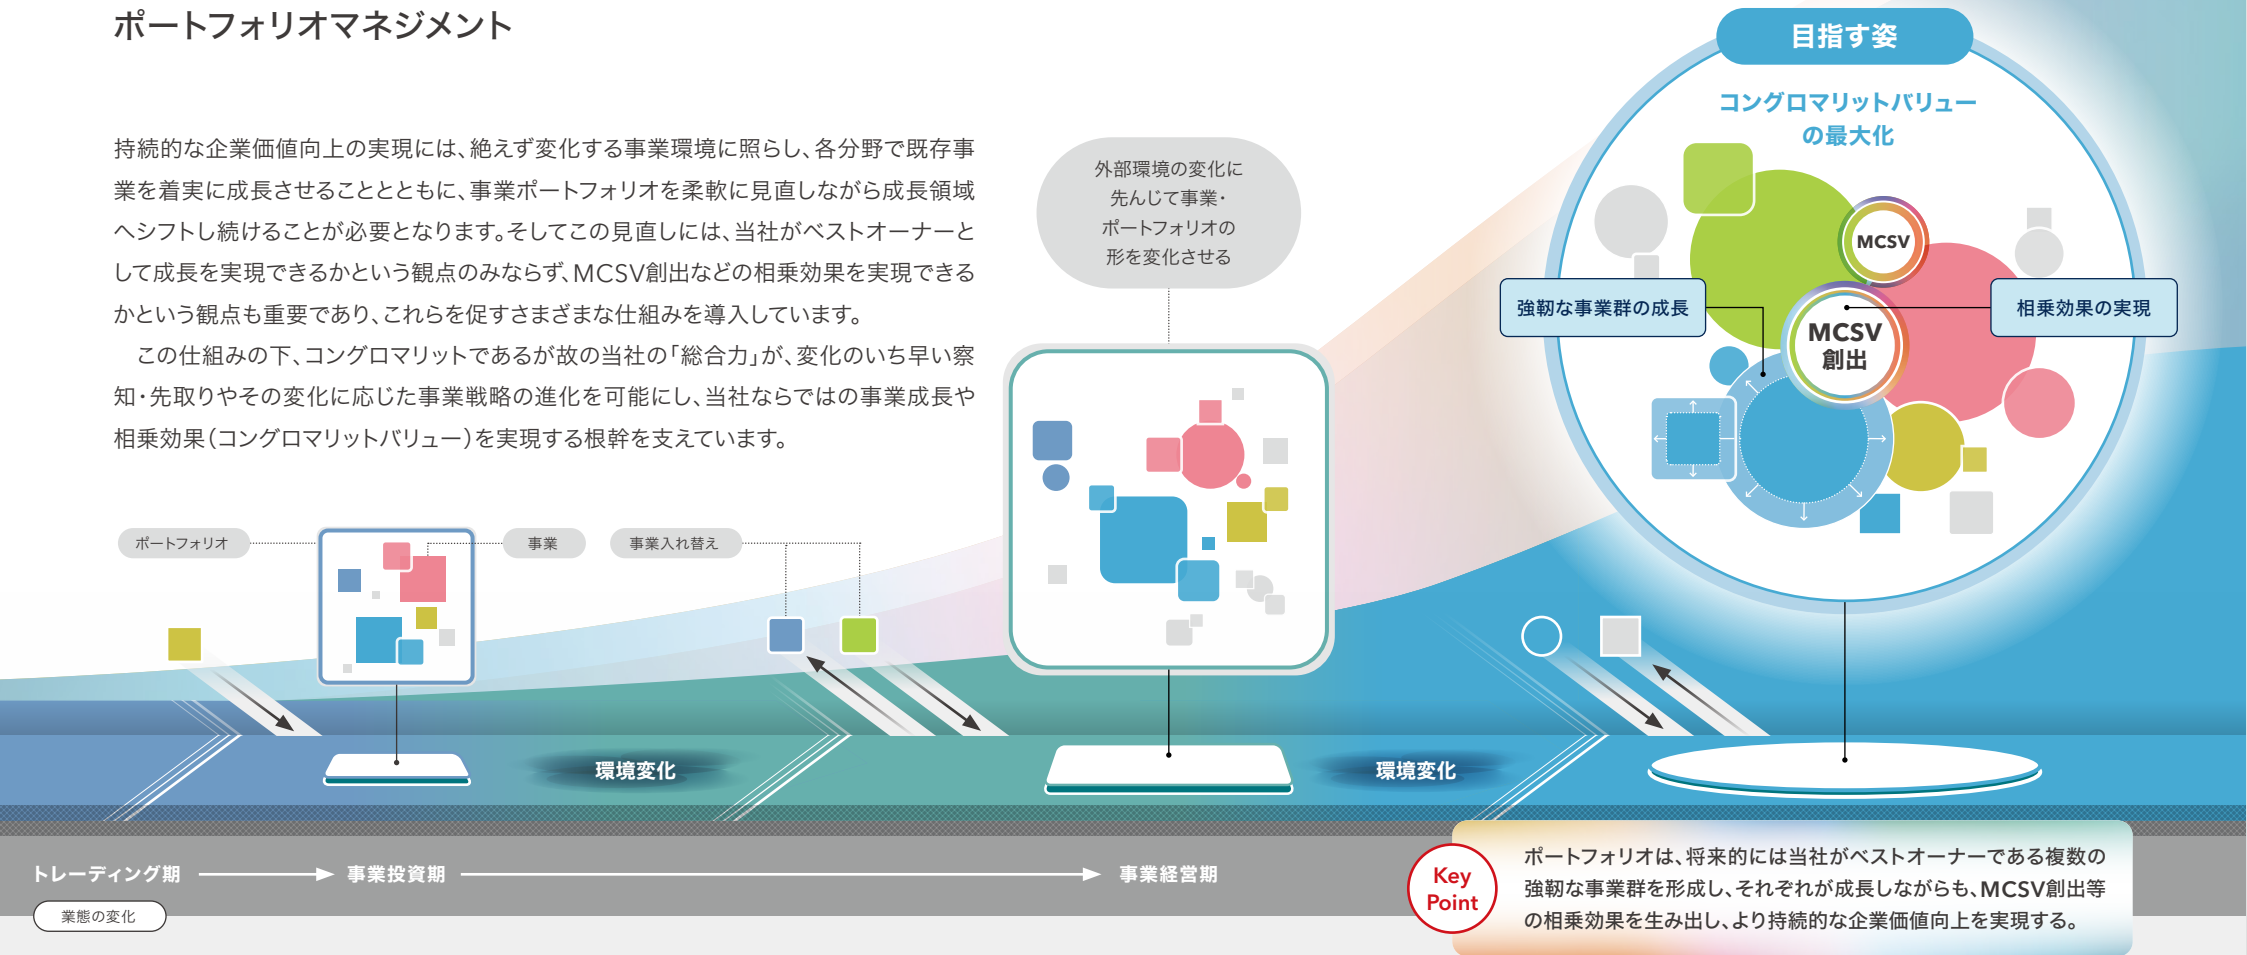 ポートフォリオマネジメント
持続的な企業価値向上の実現には、絶えず変化する事業環境に照らし、各分野で既存事
業を着実に成長させることとともに、事業ポートフォリオを柔軟に見直しながら成長領域
へシフトし続けることが必要となります。そしてこの見直しには、当社がベストオーナーと
して成長を実現できるかという観点のみならず、MCSV創出などの相乗効果を実現できる
かという観点も重要であり、これらを促すさまざまな仕組みを導入しています。
この仕組みの下、コングロマリットであるが故の当社の「総合力」が、変化のいち早い察
知・先取りやその変化に応じた事業戦略の進化を可能にし、当社ならではの事業成長や
相乗効果（コングロマリットバリュー）を実現する根幹を支えています。
ポートフォリオ
事業
事業入れ替え
外部環境の変化に
先んじて事業・
ポートフォリオの
形を変化させる
目指す姿
コングロマリットバリュー
の最大化
MCSV
強靭な事業群の成長
相乗効果の実現
MCSV
創出
環境変化
環境変化
トレーディング期
事業投資期
事業経営期
業態の変化
Key
Point
ポートフォリオは、将来的には当社がベストオーナーである複数の
強靭な事業群を形成し、それぞれが成長しながらも、MCSV創出等
の相乗効果を生み出し、より持続的な企業価値向上を実現する。